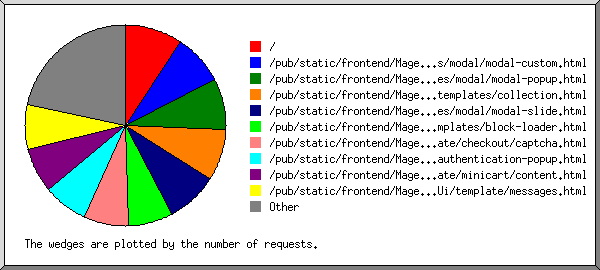 /
/pub/static/frontend/Mage...s/modal/modal-custom.html
/pub/static/frontend/Mage...es/modal/modal-popup.html
/pub/static/frontend/Mage...templates/collection.html
/pub/static/frontend/Mage...es/modal/modal-slide.html
/pub/static/frontend/Mage...mplates/block-loader.html
/pub/static/frontend/Mage...ate/checkout/captcha.html
/pub/static/frontend/Mage...authentication-popup.html
/pub/static/frontend/Mage...ate/minicart/content.html
/pub/static/frontend/Mage...Ui/template/messages.html
Other
The wedges are plotted by the number of requests.